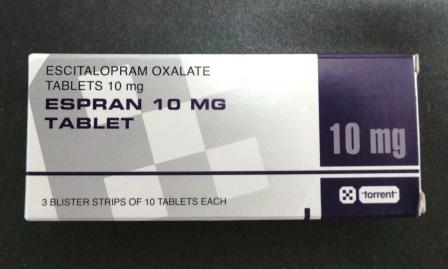 ESCITALOPRAM OXALATE
TABLETS 10 mg
ESPRAN 10 MG
TABLET
10 mg
3 BLISTER STRIPS OF 10 TABLETS EACH
torrent